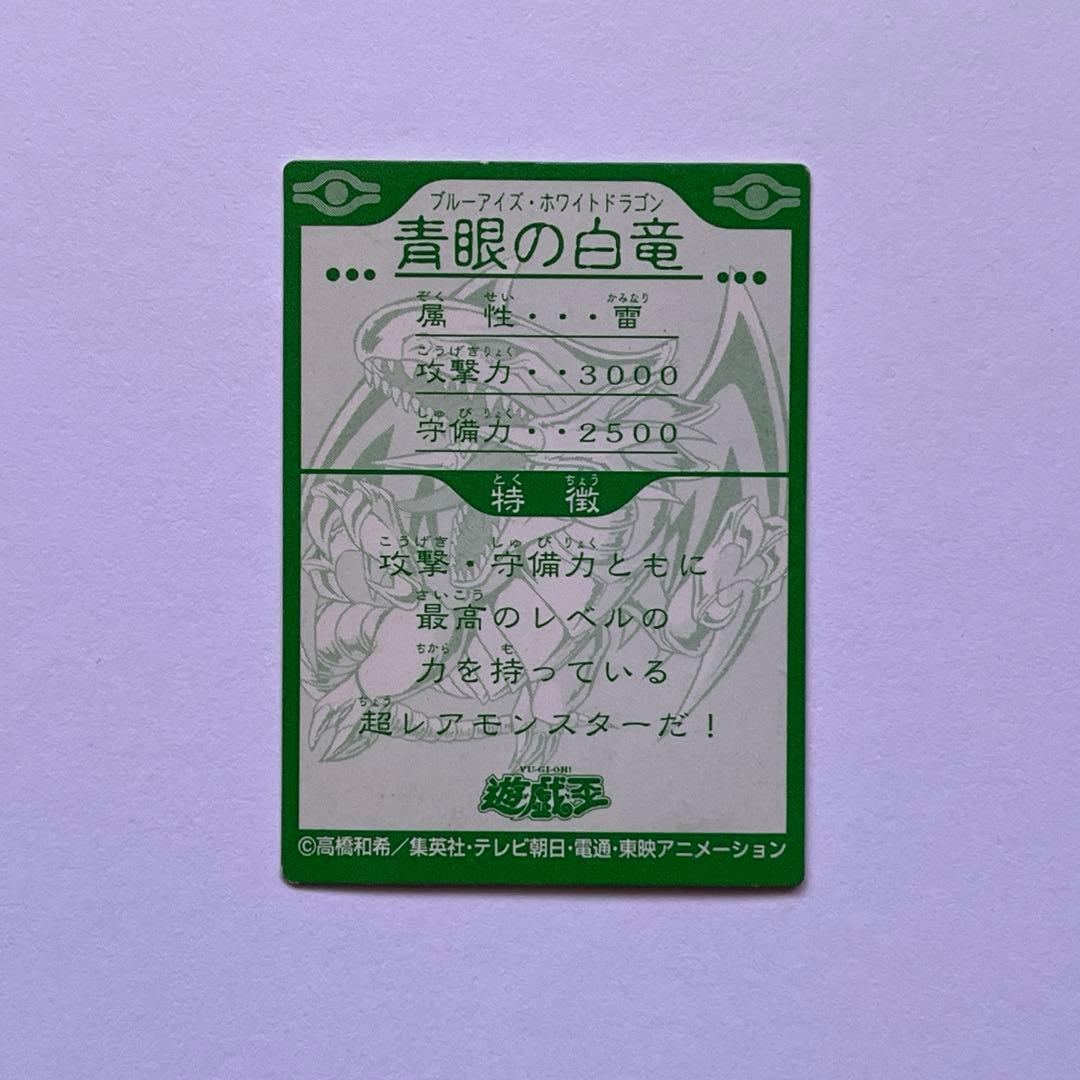 ブルーアイズ・ホワイトドラゴン
青眼の白竜
ぞく せい かみなり
属 性・・・雷
こうげきりょく
攻撃力・・3000
しゅ び りょく
守備力・・2500
とく ちょう
特 徴
こうげき しゅ び りょく
攻撃・守備力ともに
さいこう
最高のレベルの
ちから も
力を持っている
ちょう
超レアモンスターだ！
YU-GI-OH!
遊戯王
©高橋和希／集英社・テレビ朝日・電通・東映アニメーション